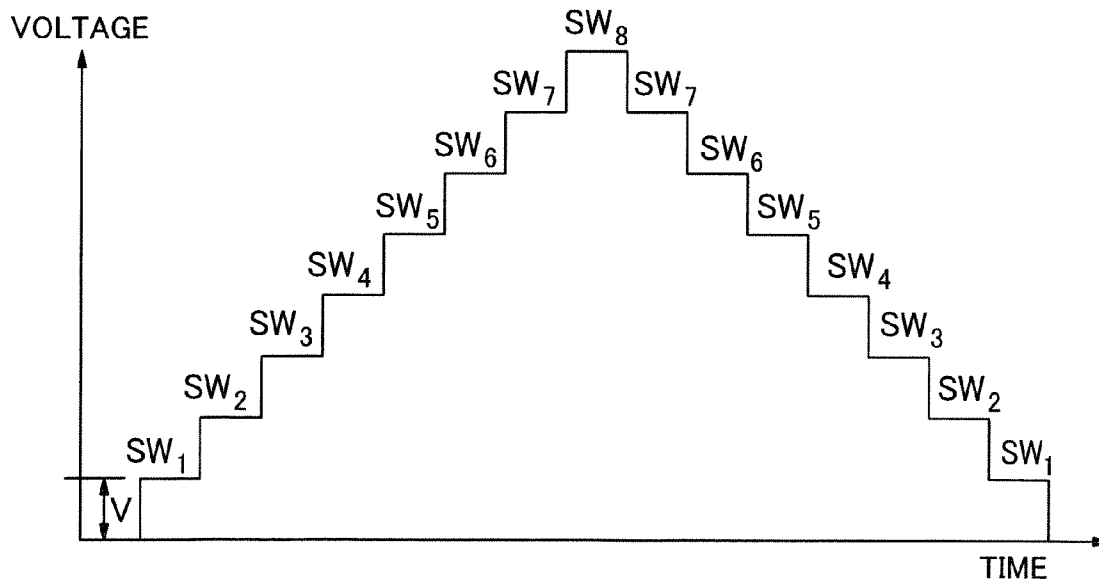 VOLTAGE
SW₈
SW₇ SW₇
SW₆ SW₆
SW₅ SW₅
SW₄ SW₄
SW₃ SW₃
SW₂ SW₂
SW₁ SW₁
V
TIME